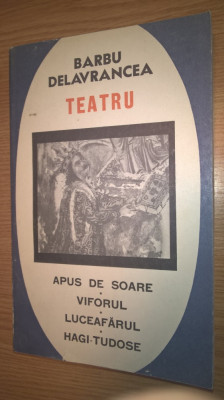 BARBU
DELAVRANCEA
TEATRU
APUS DE SOARE
VIFORUL
LUCEAFĂRUL
HAGI-TUDOSE